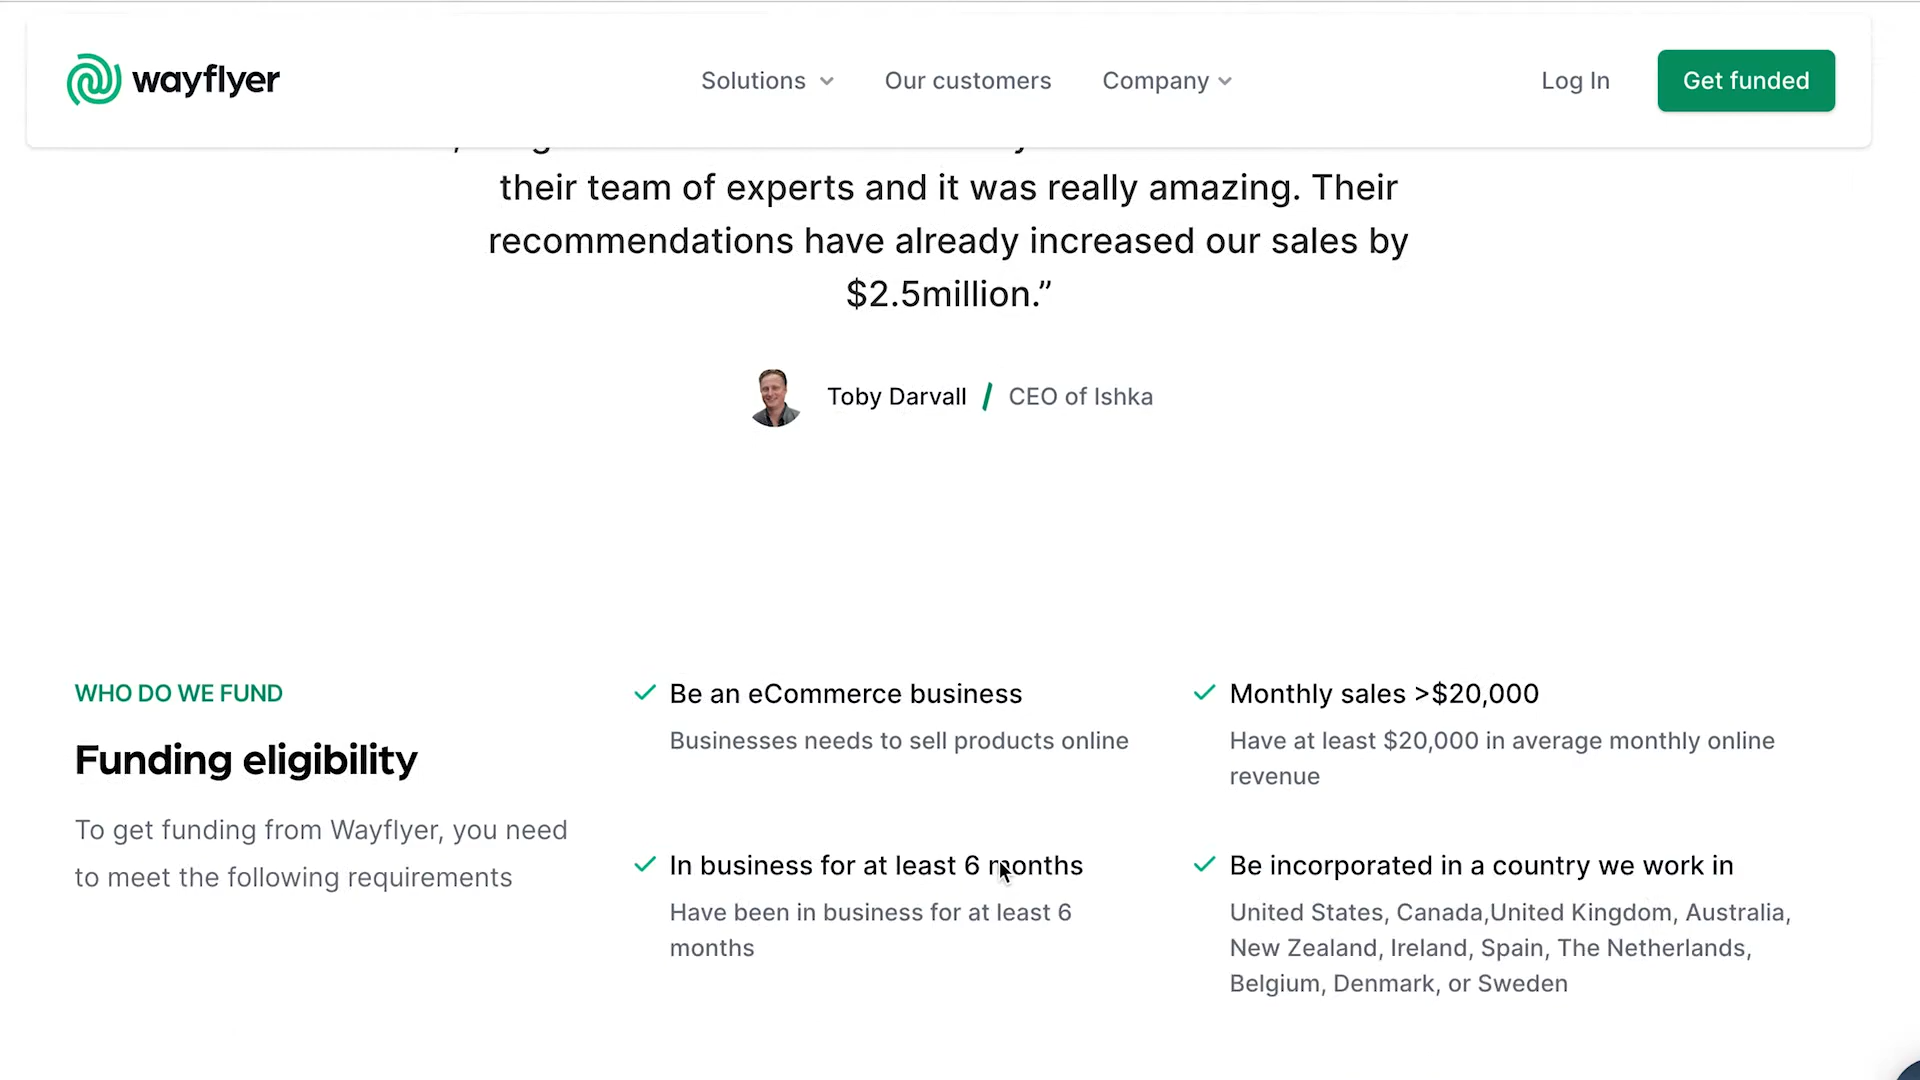 wayflyer
Solutions
Our customers
Company
Log In
Get funded
their team of experts and it was really amazing. Their
recommendations have already increased our sales by
$2.5million.”
Toby Darvall / CEO of Ishka
WHO DO WE FUND
Funding eligibility
To get funding from Wayflyer, you need
to meet the following requirements
Be an eCommerce business
Businesses needs to sell products online
Monthly sales >$20,000
Have at least $20,000 in average monthly online
revenue
In business for at least 6 months
Have been in business for at least 6
months
Be incorporated in a country we work in
United States, Canada,United Kingdom, Australia,
New Zealand, Ireland, Spain, The Netherlands,
Belgium, Denmark, or Sweden